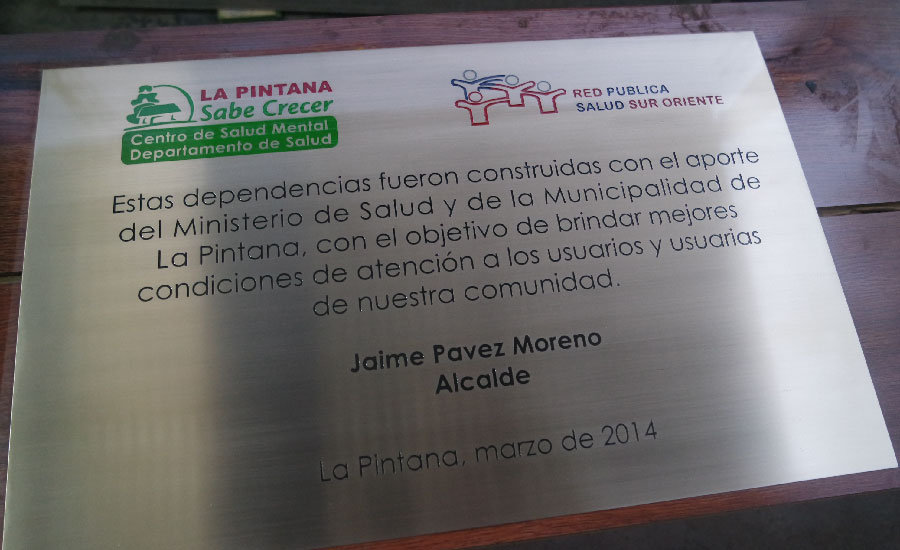 LA PINTANA
Sabe Crecer
Centro de Salud Mental
Departamento de Salud
RED PUBLICA
SALUD SUR ORIENTE
Estas dependencias fueron construidas con el aporte
del Ministerio de Salud y de la Municipalidad de
La Pintana, con el objetivo de brindar mejores
condiciones de atención a los usuarios y usuarias
de nuestra comunidad.
Jaime Pavez Moreno
Alcalde
La Pintana, marzo de 2014